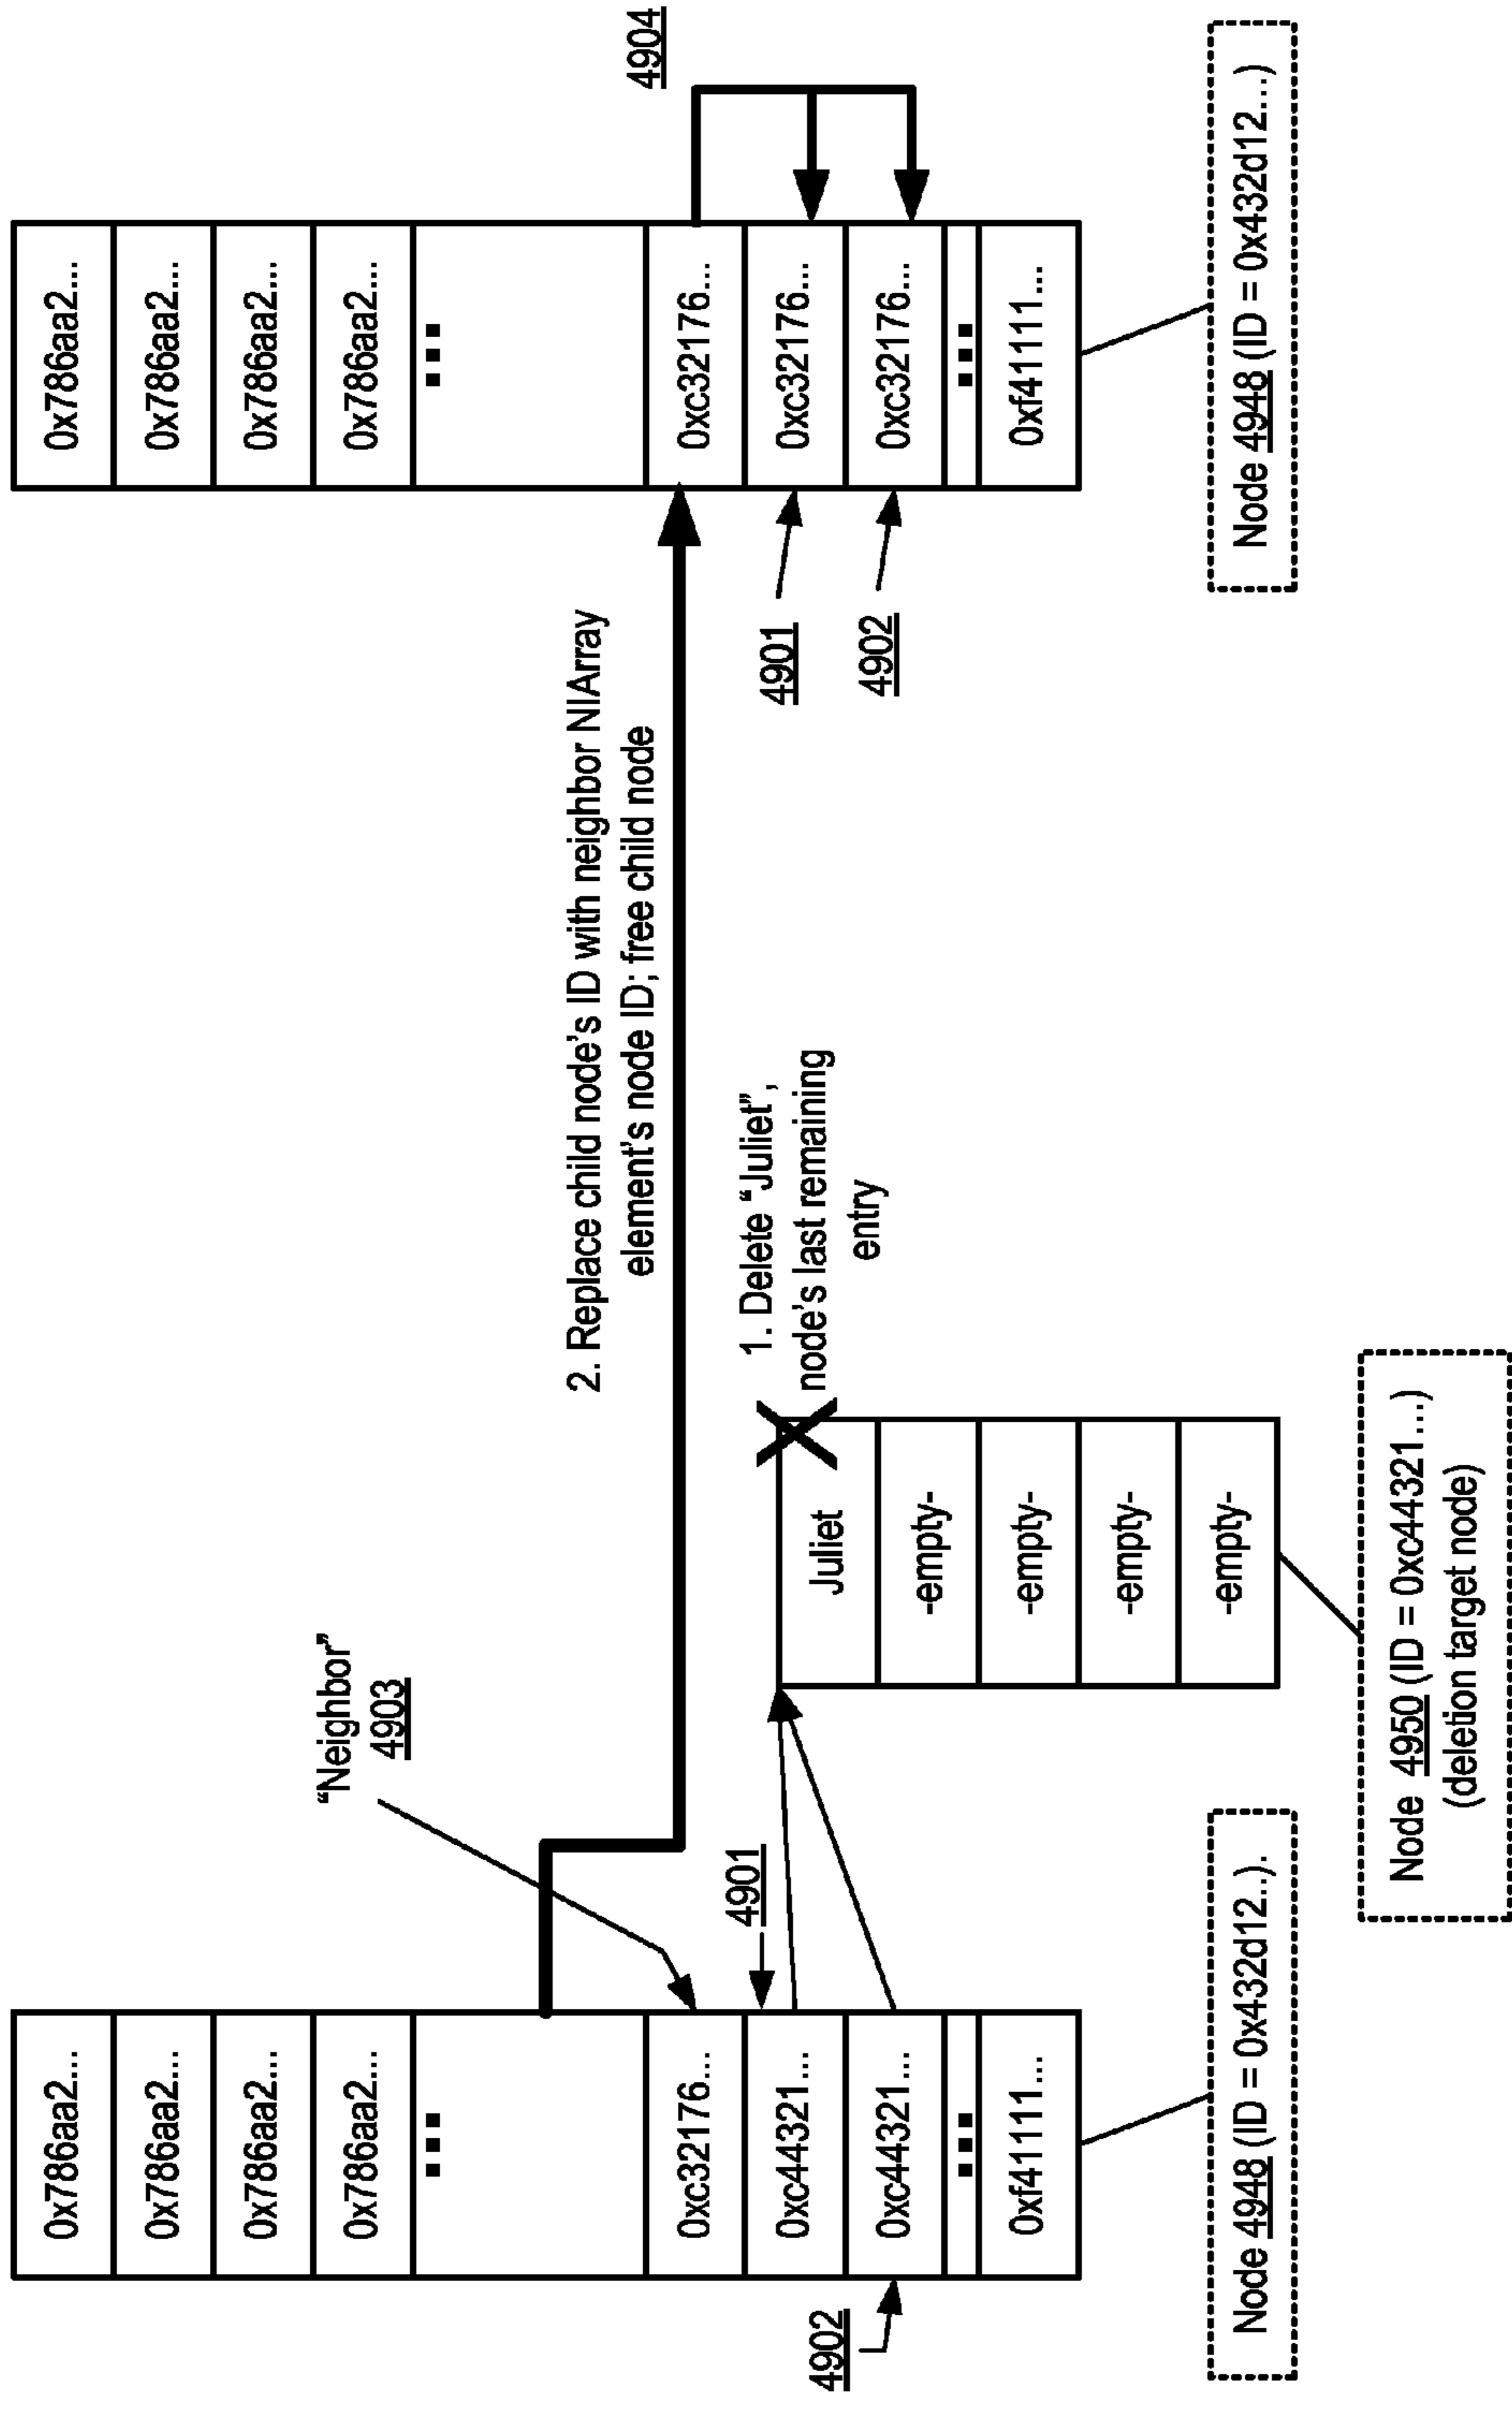 0x786aa2...
0x786aa2...
0x786aa2...
0x786aa2...
...
0xc32176...
0xc44321...
0xc44321...
...
0xf41111...
4902
Node 4948 (ID = 0x432d12..).
“Neighbor”
4903
4901
Juliet
-empty-
-empty-
-empty-
-empty-
Node 4950 (ID = 0xc44321...)
(deletion target node)
1. Delete “Juliet”,
node’s last remaining
entry
2. Replace child node’s ID with neighbor NIArray
element’s node ID; free child node
0x786aa2...
0x786aa2...
0x786aa2...
0x786aa2...
...
0xc32176...
0xc32176...
0xc32176...
...
0xf41111...
4901
4902
4904
Node 4948 (ID = 0x432d12...)